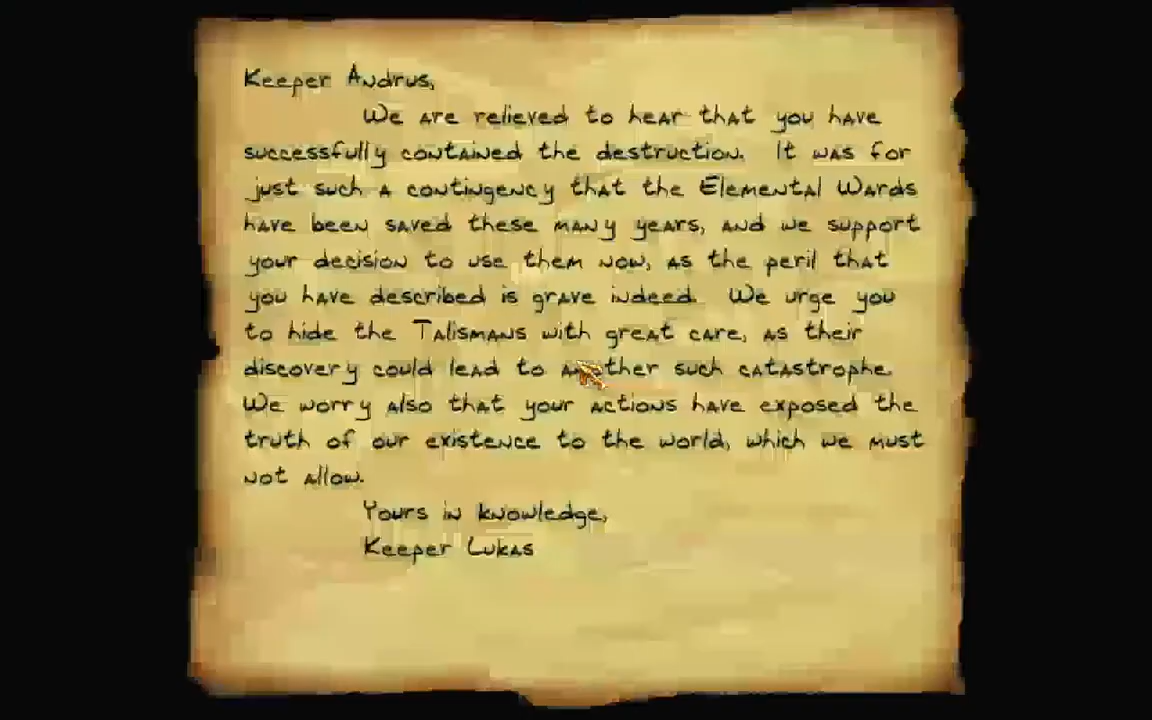 Keeper Andrus,
We are relieved to hear that you have
successfully contained the destruction. It was for
just such a contingency that the Elemental Wards
have been saved these many years, and we support
your decision to use them now, as the peril that
you have described is grave indeed. We urge you
to hide the Talismans with great care, as their
discovery could lead to another such catastrophe.
We worry also that your actions have exposed the
truth of our existence to the world, which we must
not allow.
Yours in knowledge,
Keeper Lukas